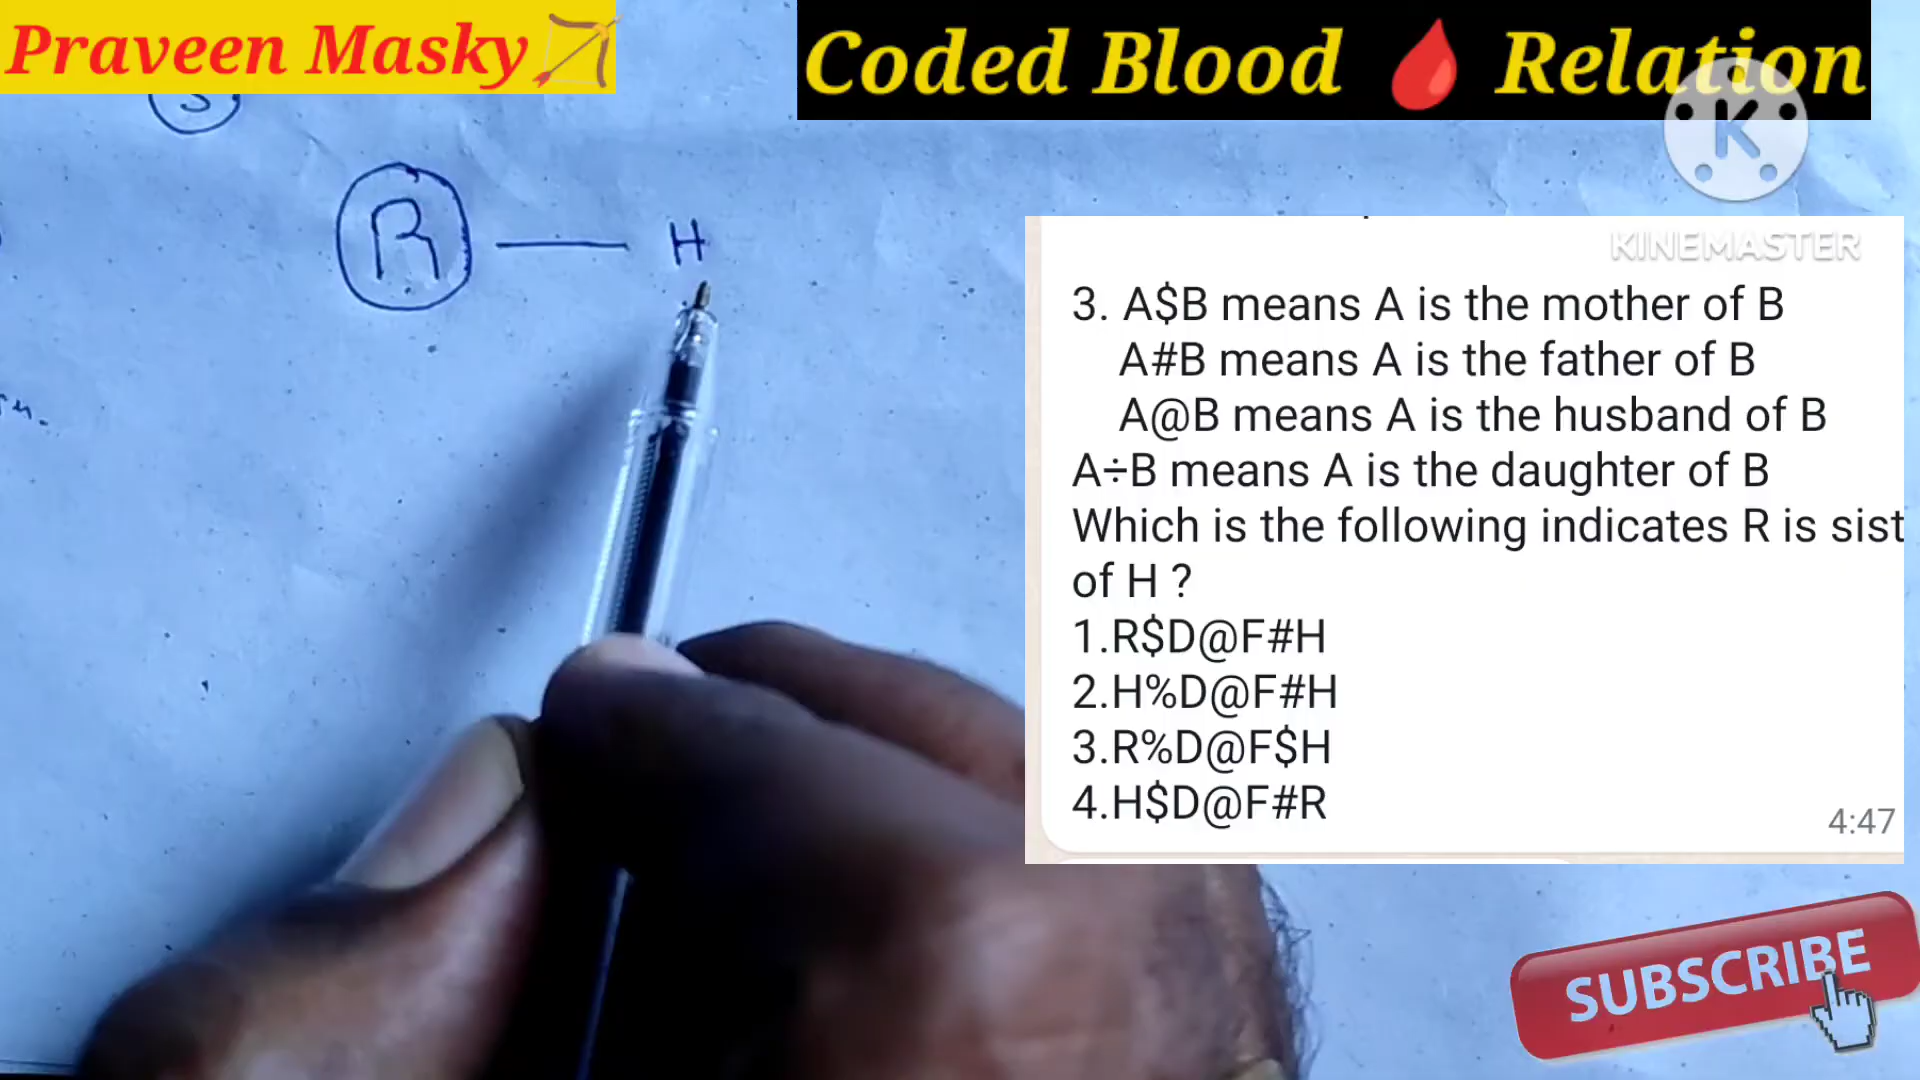 Praveen Masky
Coded Blood Relation
S
R — H
K
KINEMASTER
3. A$B means A is the mother of B
A#B means A is the father of B
A@B means A is the husband of B
A÷B means A is the daughter of B
Which is the following indicates R is sist
of H ?
1.R$D@F#H
2.H%D@F#H
3.R%D@F$H
4.H$D@F#R
4:47
SUBSCRIBE